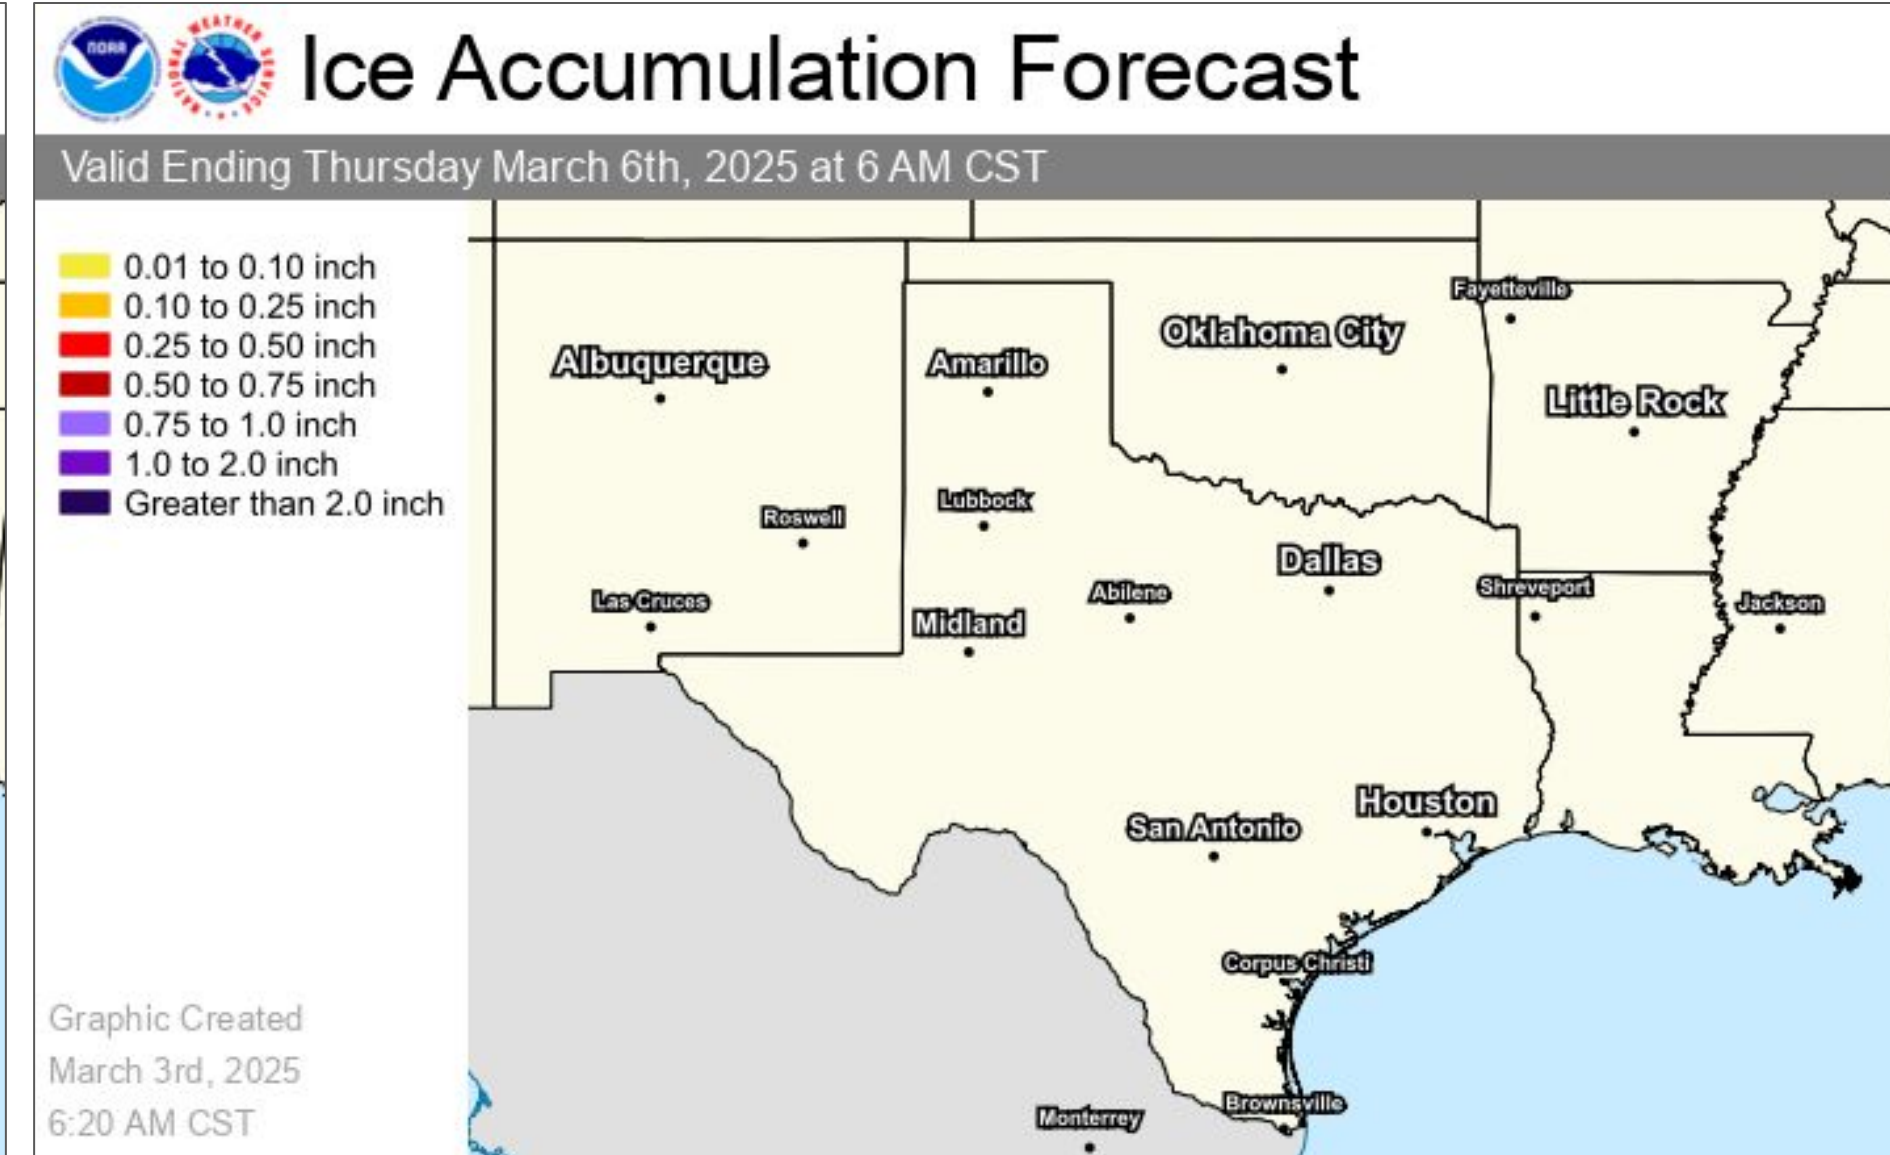 NOAA
NATIONAL WEATHER SERVICE
Ice Accumulation Forecast
Valid Ending Thursday March 6th, 2025 at 6 AM CST
0.01 to 0.10 inch
0.10 to 0.25 inch
0.25 to 0.50 inch
0.50 to 0.75 inch
0.75 to 1.0 inch
1.0 to 2.0 inch
Greater than 2.0 inch
Fayetteville
Oklahoma City
Albuquerque
Amarillo
Little Rock
Lubbock
Roswell
Dallas
Shreveport
Abilene
Las Cruces
Jackson
Midland
Houston
San Antonio
Corpus Christi
Brownsville
Monterrey
Graphic Created
March 3rd, 2025
6:20 AM CST